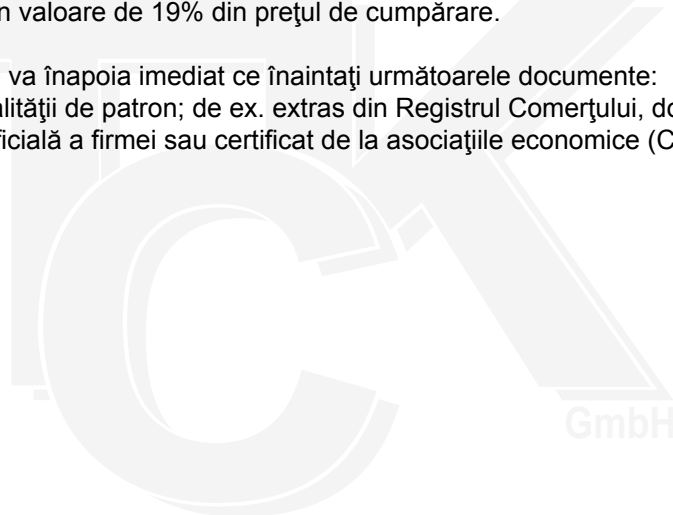 n valoare de 19% din preţul de cumpărare.
va înapoia imediat ce înaintaţi următoarele documente:
alităţii de patron; de ex. extras din Registrul Comerţului, do
ficială a firmei sau certificat de la asociaţiile economice (C
GmbH